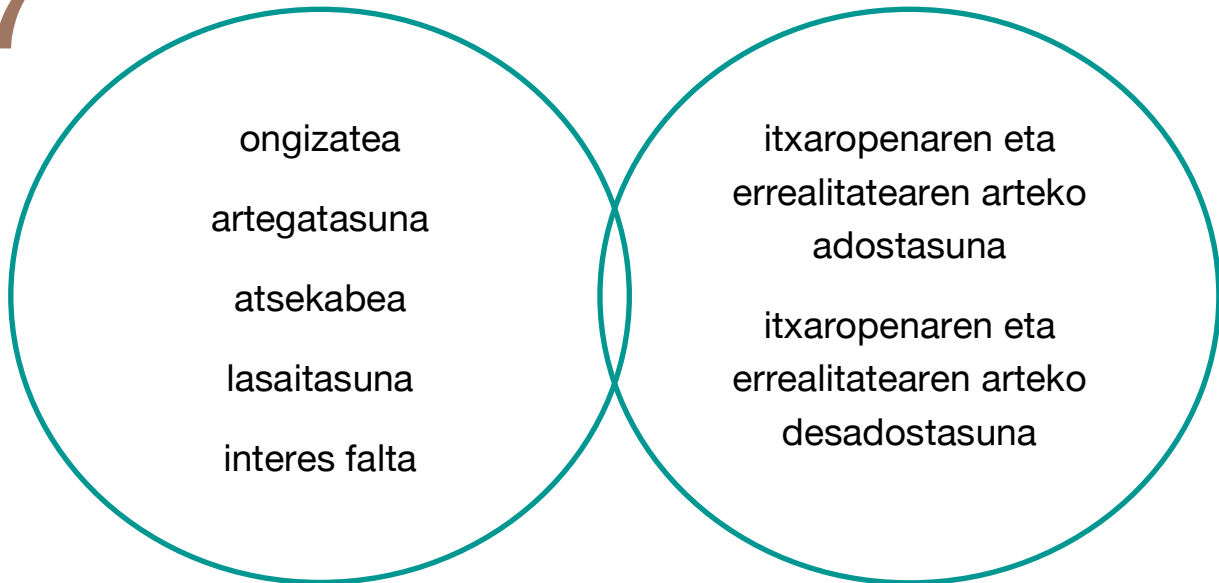 ongizatea
artegatasuna
atsekabea
lasaitasuna
interes falta
itxaropenaren eta
errealitatearen arteko
adostasuna
itxaropenaren eta
errealitatearen arteko
desadostasuna